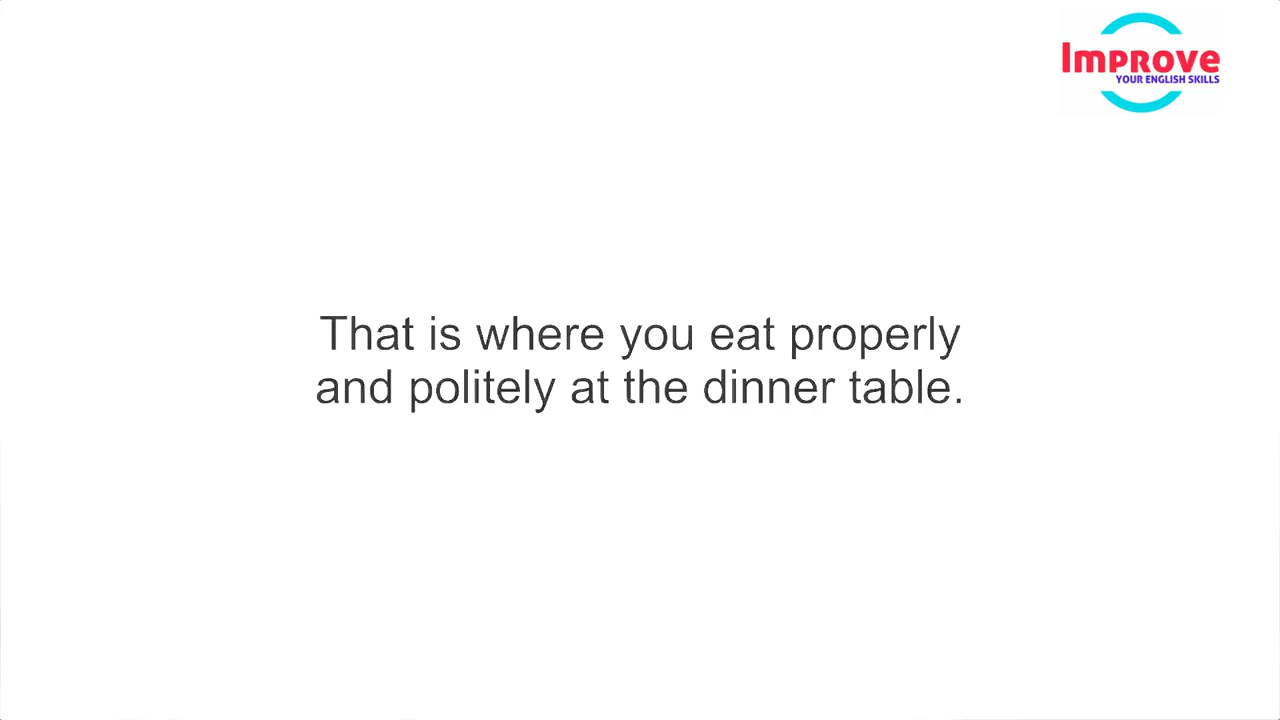 Improve
YOUR ENGLISH SKILLS
That is where you eat properly
and politely at the dinner table.